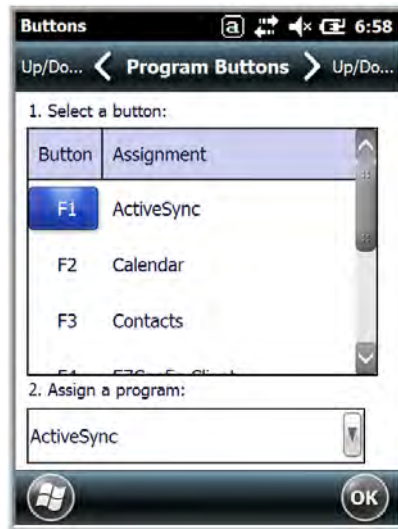 Buttons a 6:58
Up/Do... Program Buttons Up/Do...
1. Select a button:
Button Assignment
F1 ActiveSync
F2 Calendar
F3 Contacts
2. Assign a program:
ActiveSync
OK